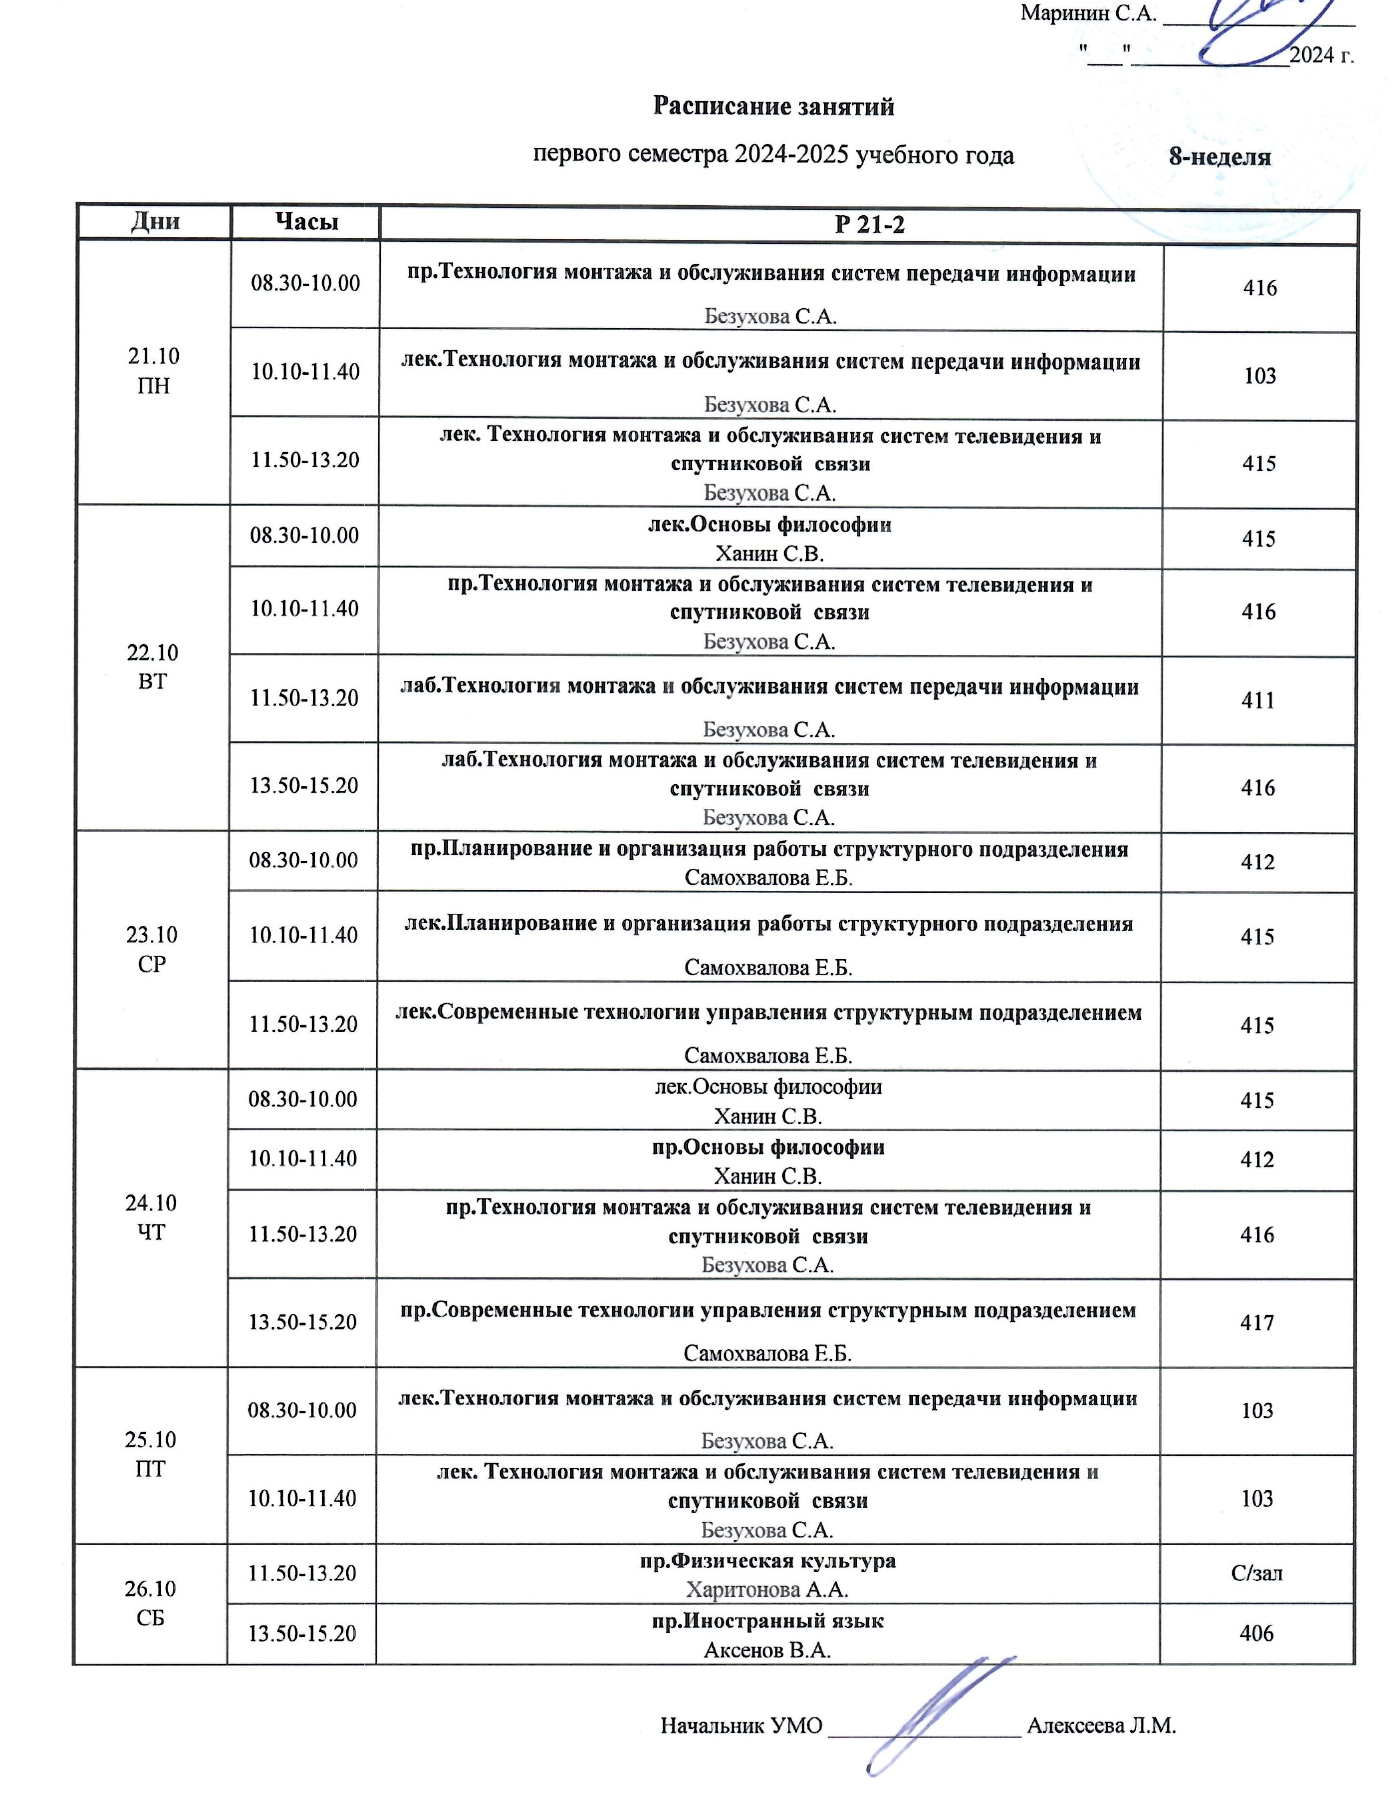 Маринин С.А. ________________
"___"______________2024 г.
Расписание занятий
первого семестра 2024-2025 учебного года 8-неделя
Дни Часы Р 21-2
21.10
ПН
08.30-10.00
пр.Технология монтажа и обслуживания систем передачи информации
Безухова С.А.
416
10.10-11.40
лек.Технология монтажа и обслуживания систем передачи информации
Безухова С.А.
103
11.50-13.20
лек. Технология монтажа и обслуживания систем телевидения и
спутниковой связи
Безухова С.А.
415
22.10
ВТ
08.30-10.00
лек.Основы философии
Ханин С.В.
415
10.10-11.40
пр.Технология монтажа и обслуживания систем телевидения и
спутниковой связи
Безухова С.А.
416
11.50-13.20
лаб.Технология монтажа и обслуживания систем передачи информации
Безухова С.А.
411
13.50-15.20
лаб.Технология монтажа и обслуживания систем телевидения и
спутниковой связи
Безухова С.А.
416
23.10
СР
08.30-10.00
пр.Планирование и организация работы структурного подразделения
Самохвалова Е.Б.
412
10.10-11.40
лек.Планирование и организация работы структурного подразделения
Самохвалова Е.Б.
415
11.50-13.20
лек.Современные технологии управления структурным подразделением
Самохвалова Е.Б.
415
24.10
ЧТ
08.30-10.00
лек.Основы философии
Ханин С.В.
415
10.10-11.40
пр.Основы философии
Ханин С.В.
412
11.50-13.20
пр.Технология монтажа и обслуживания систем телевидения и
спутниковой связи
Безухова С.А.
416
13.50-15.20
пр.Современные технологии управления структурным подразделением
Самохвалова Е.Б.
417
25.10
ПТ
08.30-10.00
лек.Технология монтажа и обслуживания систем передачи информации
Безухова С.А.
103
10.10-11.40
лек. Технология монтажа и обслуживания систем телевидения и
спутниковой связи
Безухова С.А.
103
26.10
СБ
11.50-13.20
пр.Физическая культура
Харитонова А.А.
С/зал
13.50-15.20
пр.Иностранный язык
Аксенов В.А.
406
Начальник УМО ________________ Алексеева Л.М.